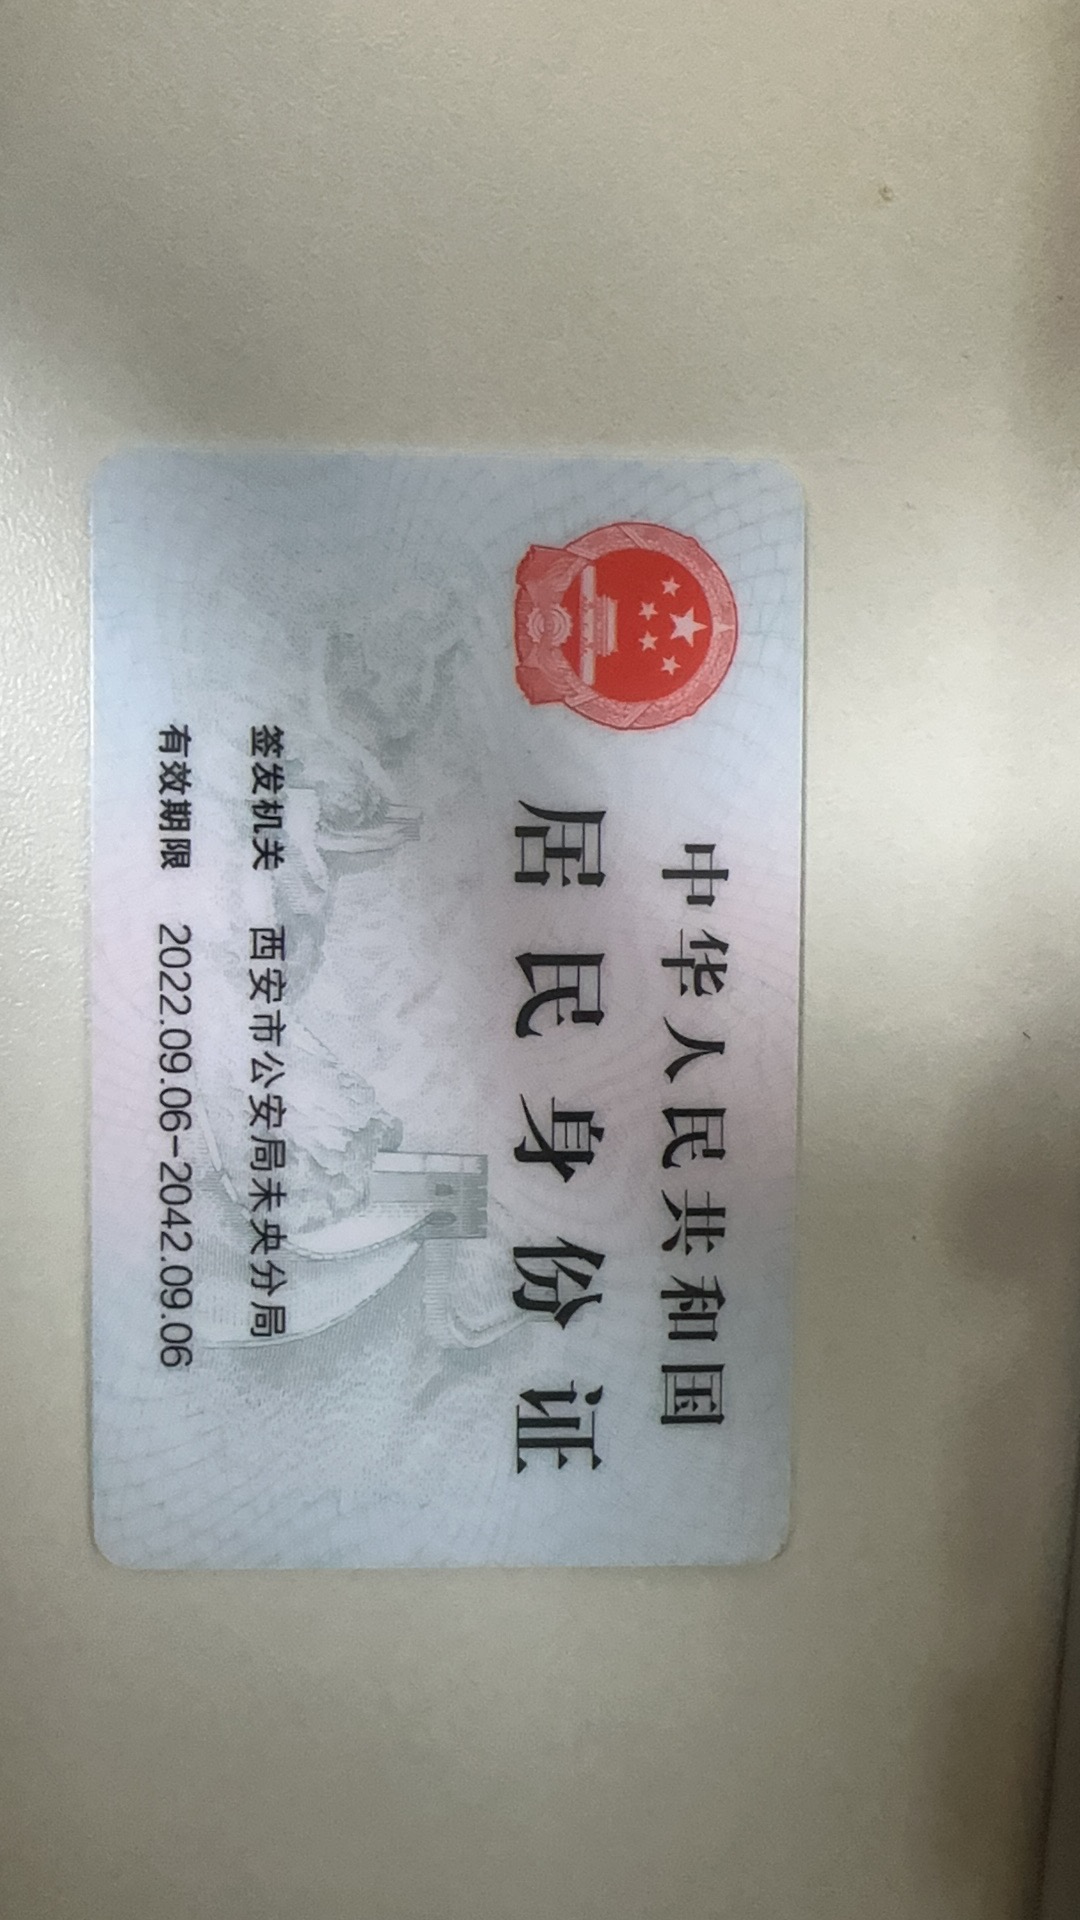 中华人民共和国
居民身份证
签发机关 西安市公安局未央分局
有效期限 2022.09.06-2042.09.06